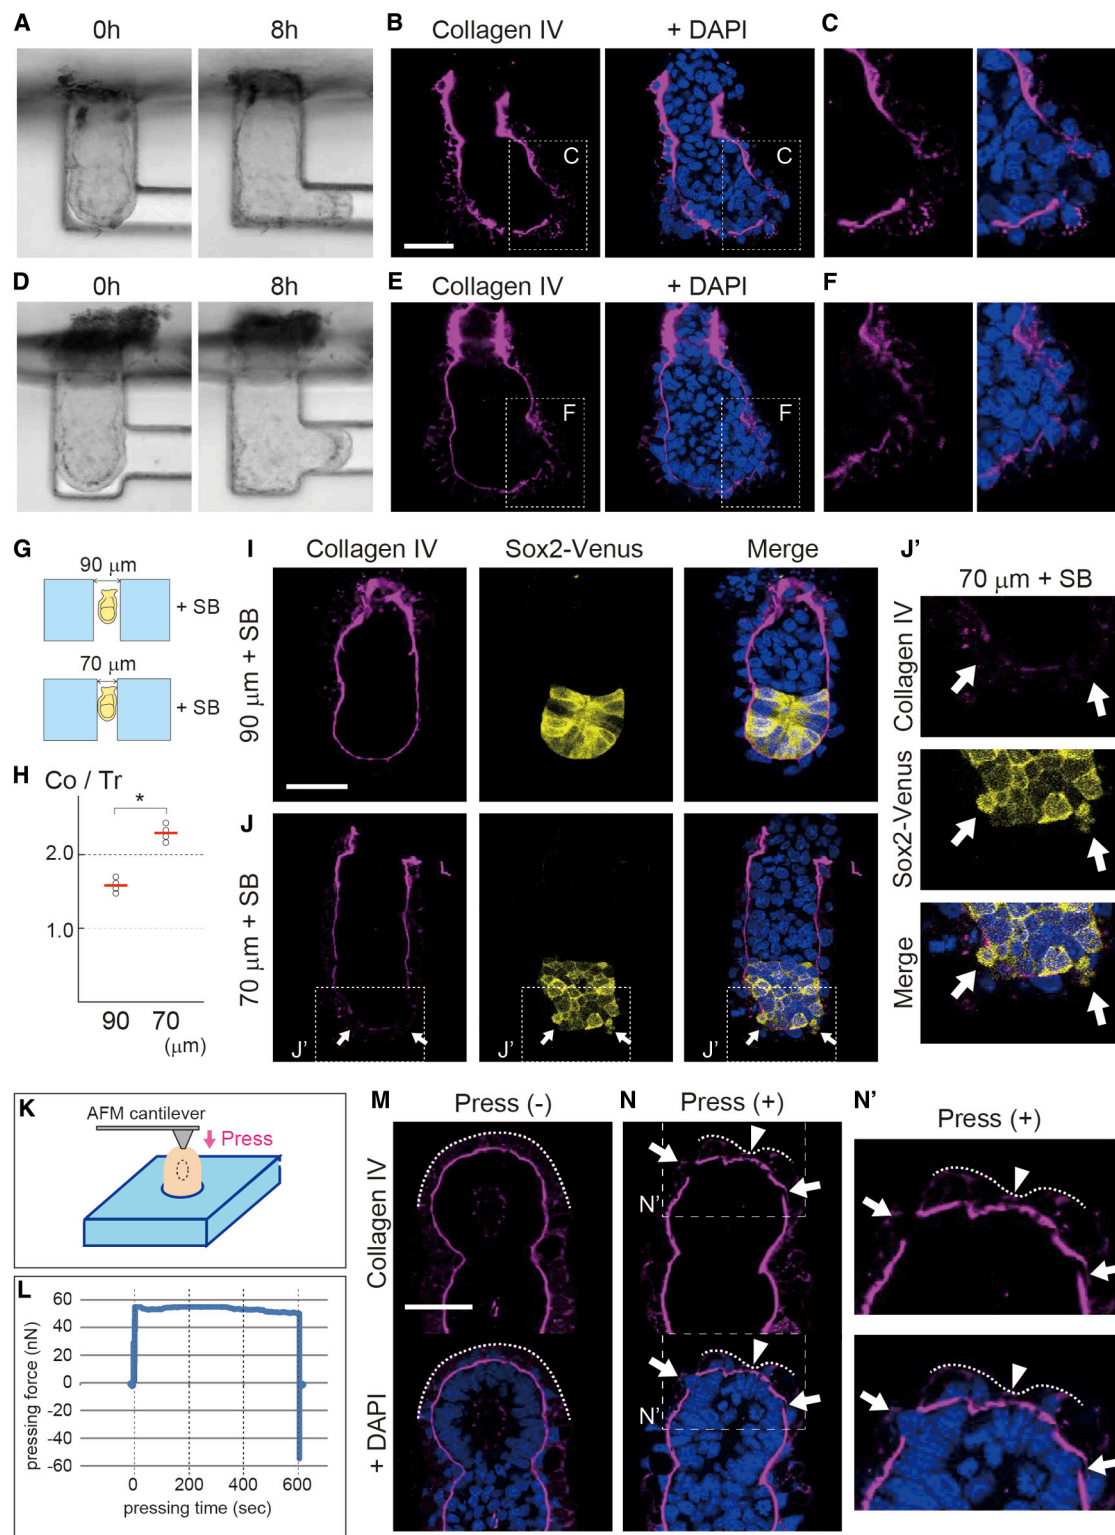 A
0h
8h
B
Collagen IV
+ DAPI
C
C
C
D
0h
8h
E
Collagen IV
+ DAPI
F
F
F
G
90 μm
+ SB
70 μm
+ SB
H
Co / Tr
*
2.0
1.0
90
70
(μm)
I
Collagen IV
Sox2-Venus
Merge
90 μm + SB
J
70 μm + SB
J'
J'
J'
J'
70 μm + SB
Collagen IV
Sox2-Venus
Merge
K
AFM cantilever
Press
L
pressing force (nN)
60
40
20
0
-20
-40
-60
0
200
400
600
pressing time (sec)
M
Press (-)
Collagen IV
+ DAPI
N
Press (+)
N'
N'
N'
Press (+)